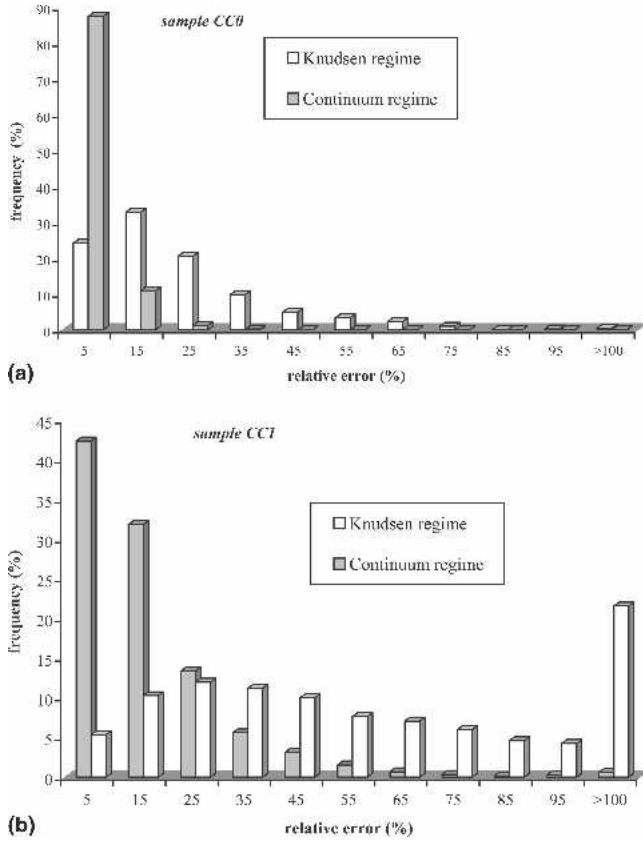 sample CC0
Knudsen regime
Continuum regime
frequency (%)
90
80
70
60
50
40
30
20
10
0
5 15 25 35 45 55 65 75 85 95 >100
relative error (%)
(a)
sample CC1
Knudsen regime
Continuum regime
frequency (%)
45
40
35
30
25
20
15
10
5
0
5 15 25 35 45 55 65 75 85 95 >100
relative error (%)
(b)